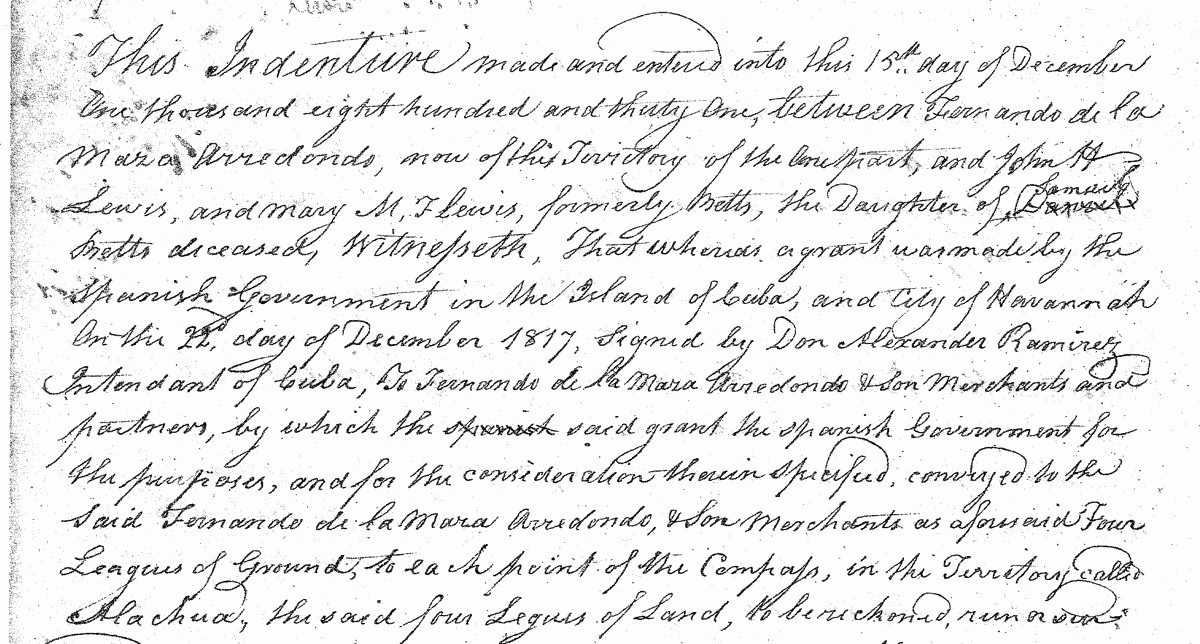 This Indenture made and entered into this 15th day of December
One thousand eight hundred and thirty One, between Fernando de la
Maza Arredondo, now of this Territory of the One part, and John H
Lewis, and Mary M, F Lewis, formerly Betts, the Daughter of Samuel
Betts diceased, Witnesseth, That whereas a grant was made by the
Spanish Government in the Island of Cuba, and City of Havannah
On the 22d, day of December 1817, Signed by Don Alexander Ramirez
Intendant of Cuba, To Fernando de la Maza Arredondo & Son Merchants and
partners, by which the spanish said grant the spanish Government for
the purposes, and for the consideration therein specified, conveyed to the
Said Fernando de la Maza Arredondo, & Son Merchants as aforesaid Four
Leagues of Ground, to each point of the Compass, in the Territory called
Alachua, the said four Legues of Land, to be reckoned, run or